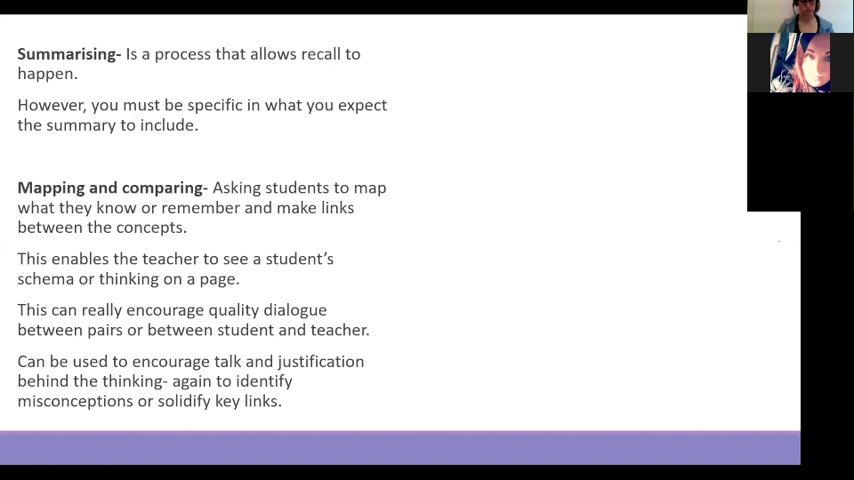 Summarising- Is a process that allows recall to
happen.
However, you must be specific in what you expect
the summary to include.
Mapping and comparing- Asking students to map
what they know or remember and make links
between the concepts.
This enables the teacher to see a student’s
schema or thinking on a page.
This can really encourage quality dialogue
between pairs or between student and teacher.
Can be used to encourage talk and justification
behind the thinking- again to identify
misconceptions or solidify key links.